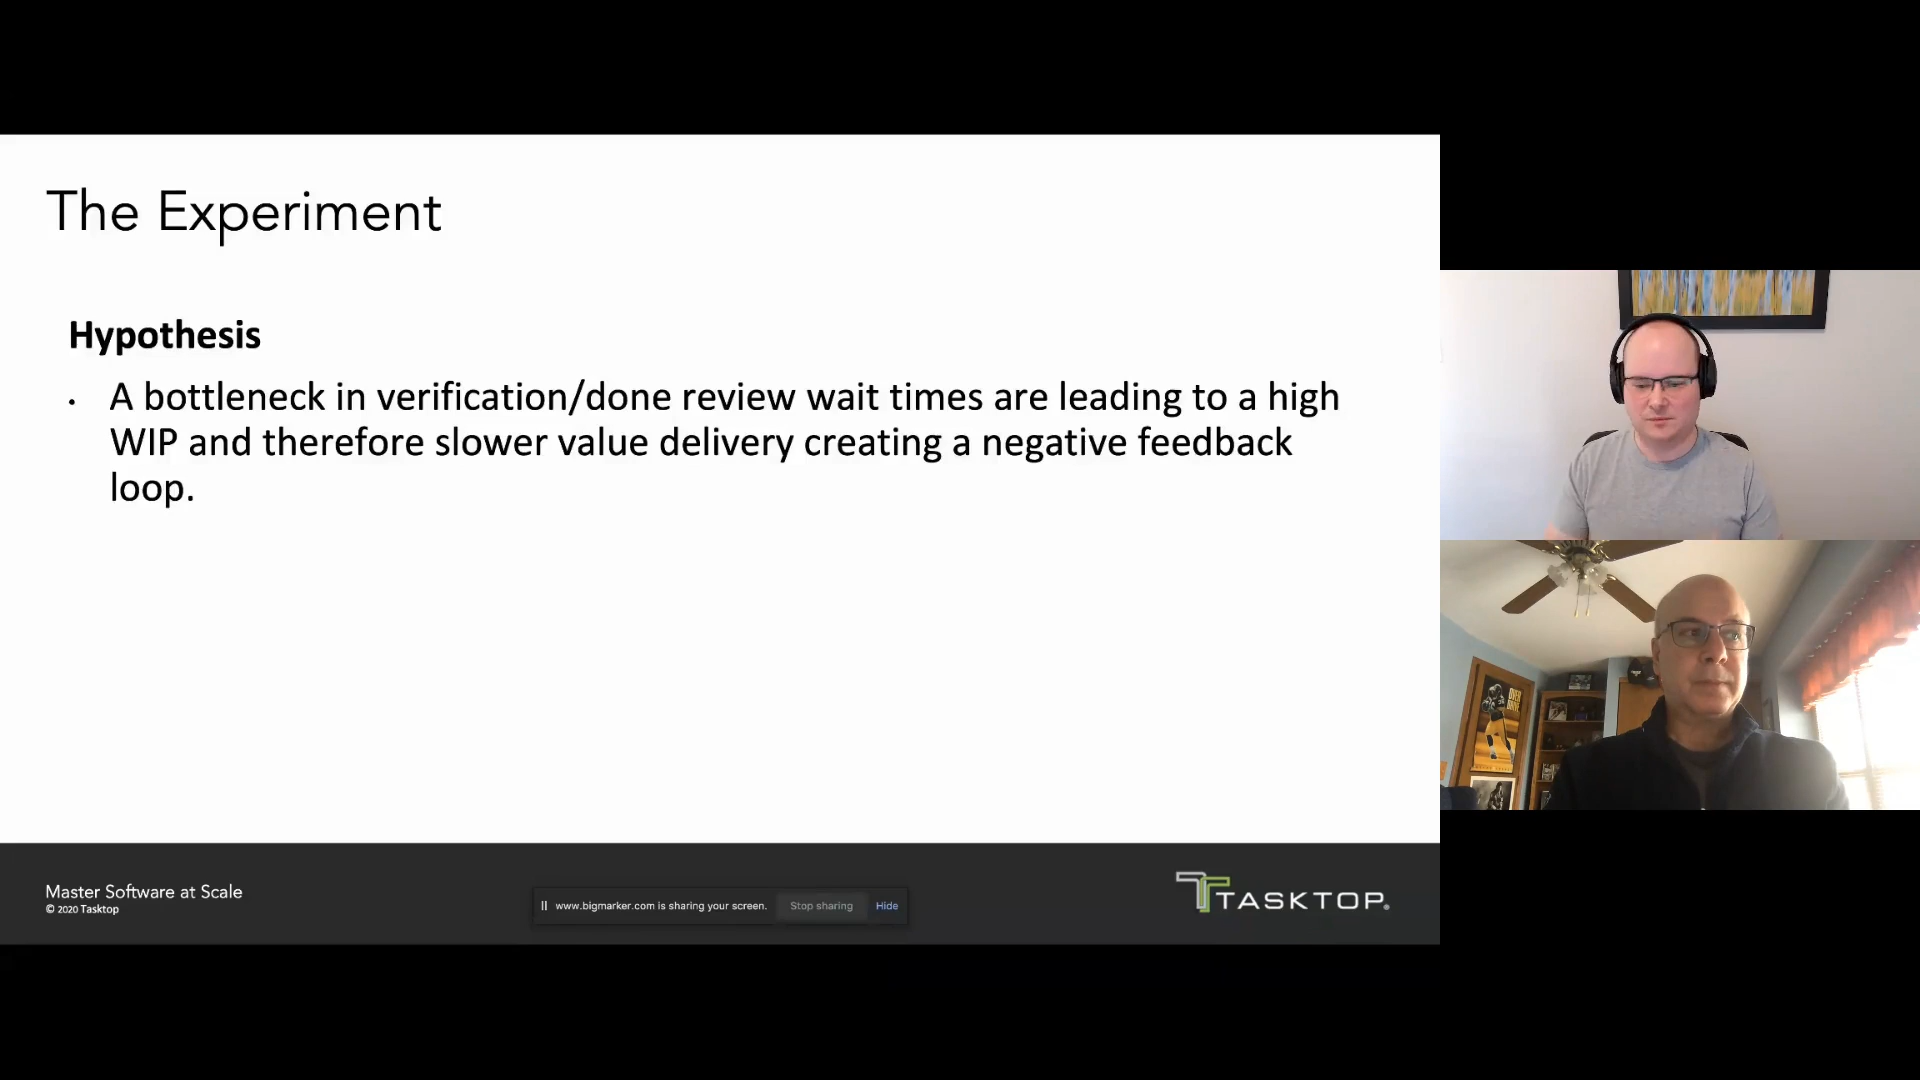 The Experiment
Hypothesis
• A bottleneck in verification/done review wait times are leading to a high
WIP and therefore slower value delivery creating a negative feedback
loop.
Master Software at Scale
© 2020 Tasktop
www.bigmarker.com is sharing your screen. Stop sharing Hide
TASKTOP®
OVER
DRIVE